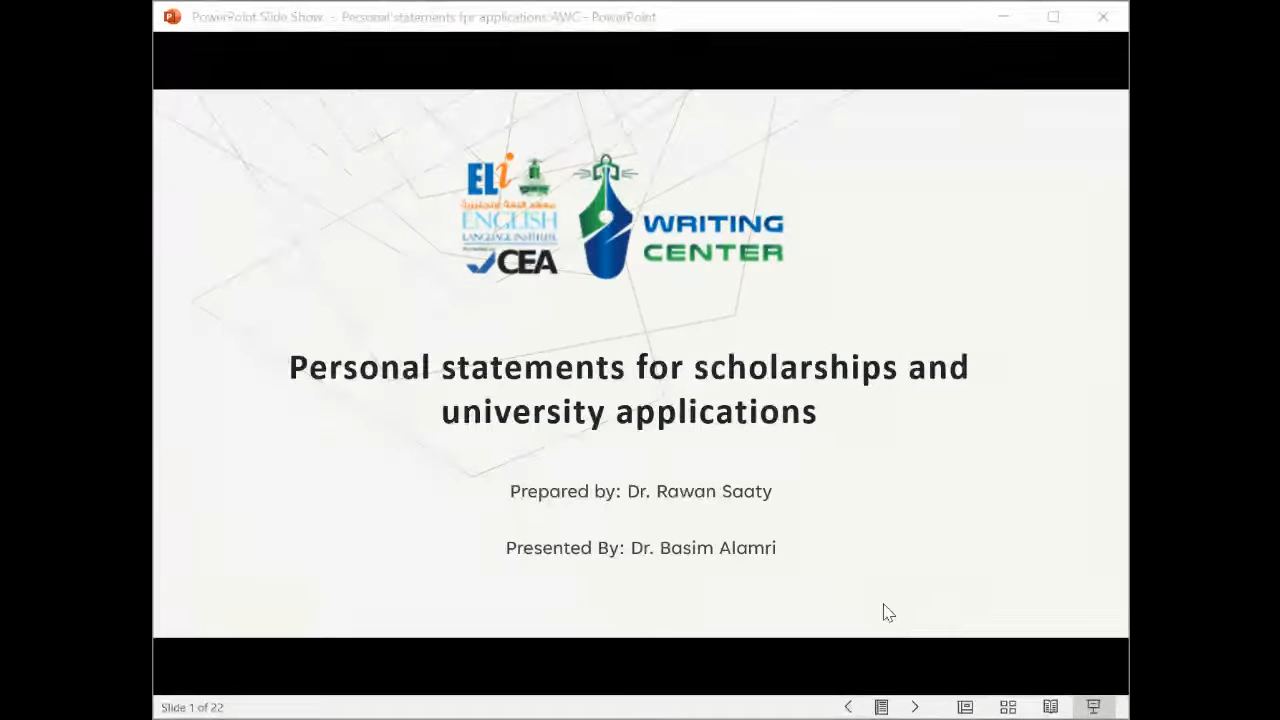 PowerPoint Slide Show - Personal statements for applications AWC - PowerPoint
ELi
ENGLISH
LANGUAGE INSTITUTE
CEA
WRITING
CENTER
Personal statements for scholarships and
university applications
Prepared by: Dr. Rawan Saaty
Presented By: Dr. Basim Alamri
Slide 1 of 22